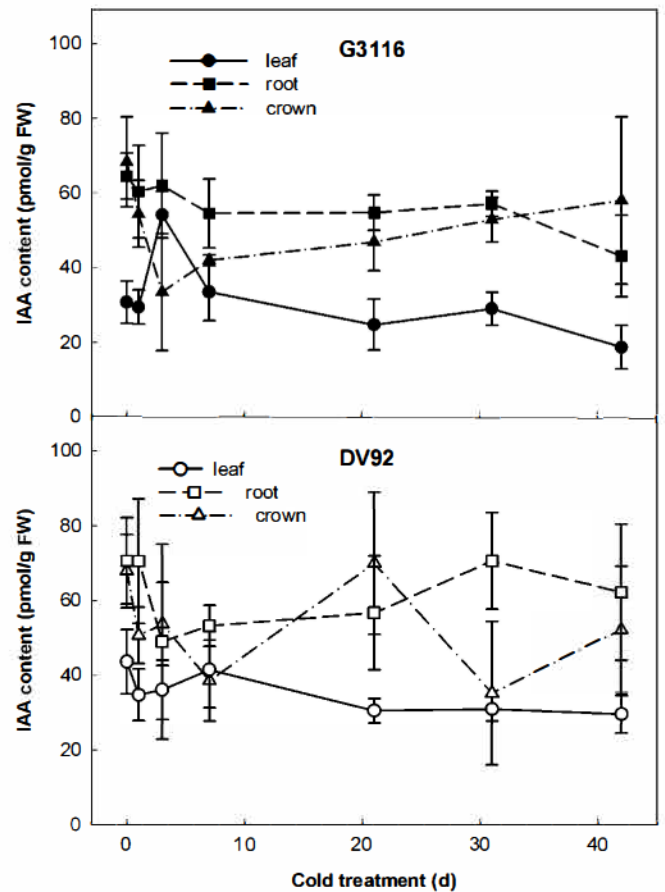 100
G3116
leaf
root
crown
80
60
40
20
0
IAA content (pmol/g FW)
100
DV92
leaf
root
crown
80
60
40
20
0
IAA content (pmol/g FW)
0 10 20 30 40
Cold treatment (d)